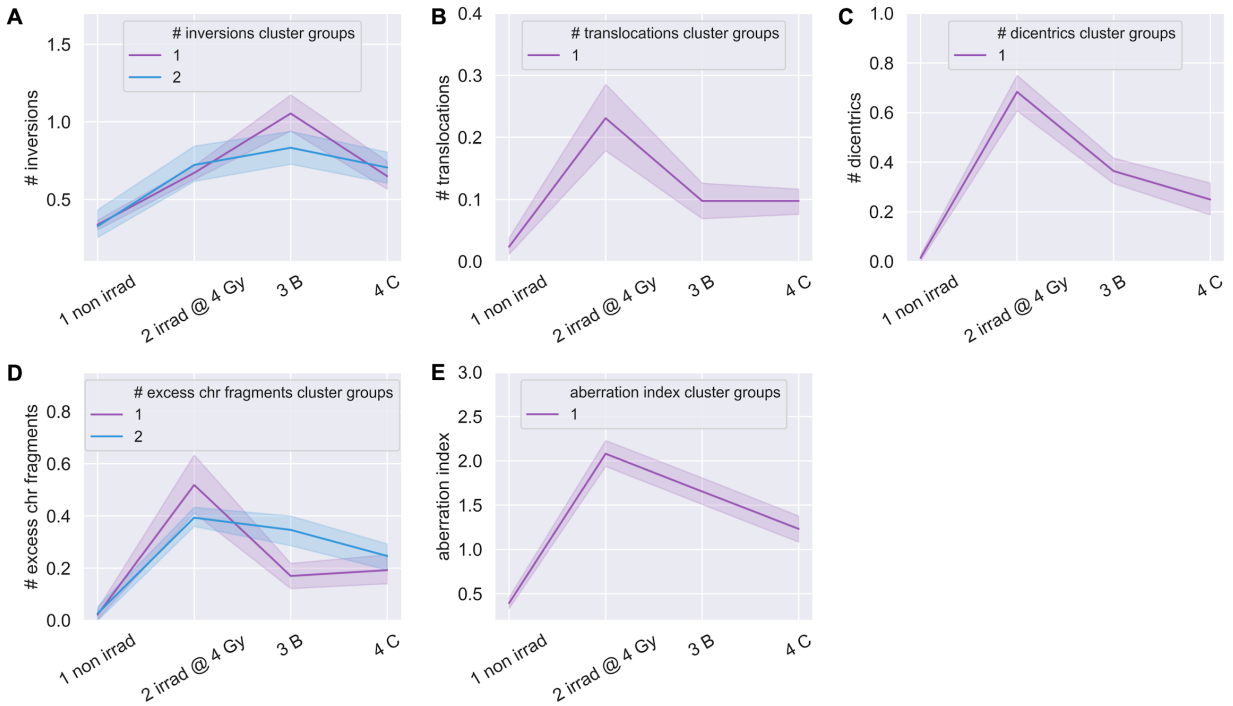 A
# inversions cluster groups
1
2
1.5
1.0
0.5
# inversions
1 non irrad
2 irrad @ 4 Gy
3 B
4 C
B
# translocations cluster groups
1
0.4
0.3
0.2
0.1
0.0
# translocations
1 non irrad
2 irrad @ 4 Gy
3 B
4 C
C
# dicentrics cluster groups
1
1.0
0.8
0.6
0.4
0.2
0.0
# dicentrics
1 non irrad
2 irrad @ 4 Gy
3 B
4 C
D
# excess chr fragments cluster groups
1
2
0.8
0.6
0.4
0.2
0.0
# excess chr fragments
1 non irrad
2 irrad @ 4 Gy
3 B
4 C
E
aberration index cluster groups
1
3.0
2.5
2.0
1.5
1.0
0.5
aberration index
1 non irrad
2 irrad @ 4 Gy
3 B
4 C